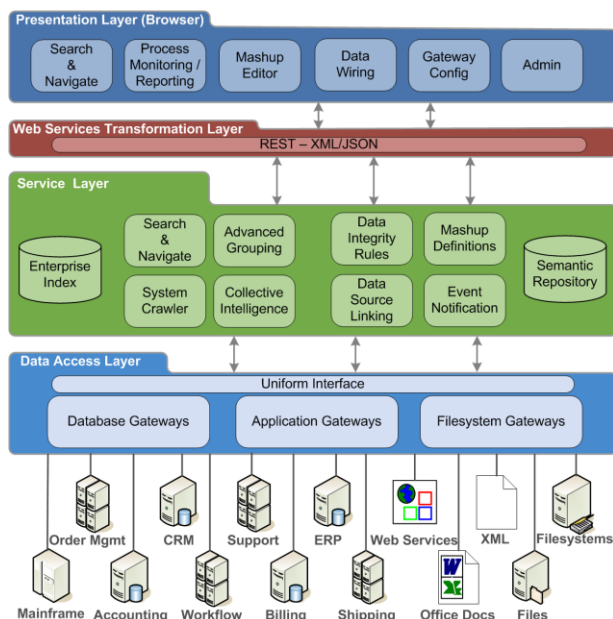 Presentation Layer (Browser)
Search
&
Navigate
Process
Monitoring /
Reporting
Mashup
Editor
Data
Wiring
Gateway
Config
Admin
Web Services Transformation Layer
REST – XML/JSON
Service Layer
Enterprise
Index
Search
&
Navigate
Advanced
Grouping
Data
Integrity
Rules
Mashup
Definitions
System
Crawler
Collective
Intelligence
Data
Source
Linking
Event
Notification
Semantic
Repository
Data Access Layer
Uniform Interface
Database Gateways
Application Gateways
Filesystem Gateways
Order Mgmt
CRM
Support
ERP
Web Services
XML
Filesystems
Mainframe
Accounting
Workflow
Billing
Shipping
Office Docs
Files